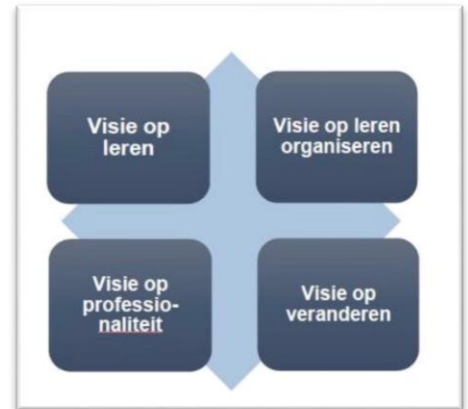 Visie op
leren
Visie op leren
organiseren
Visie op
professio-
naliteit
Visie op
veranderen